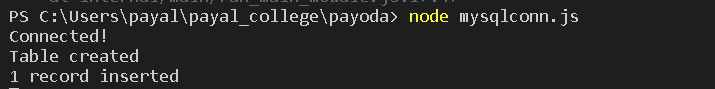 PS C:\Users\payal\payal_college\payoda> node mysqlconn.js
Connected!
Table created
1 record inserted